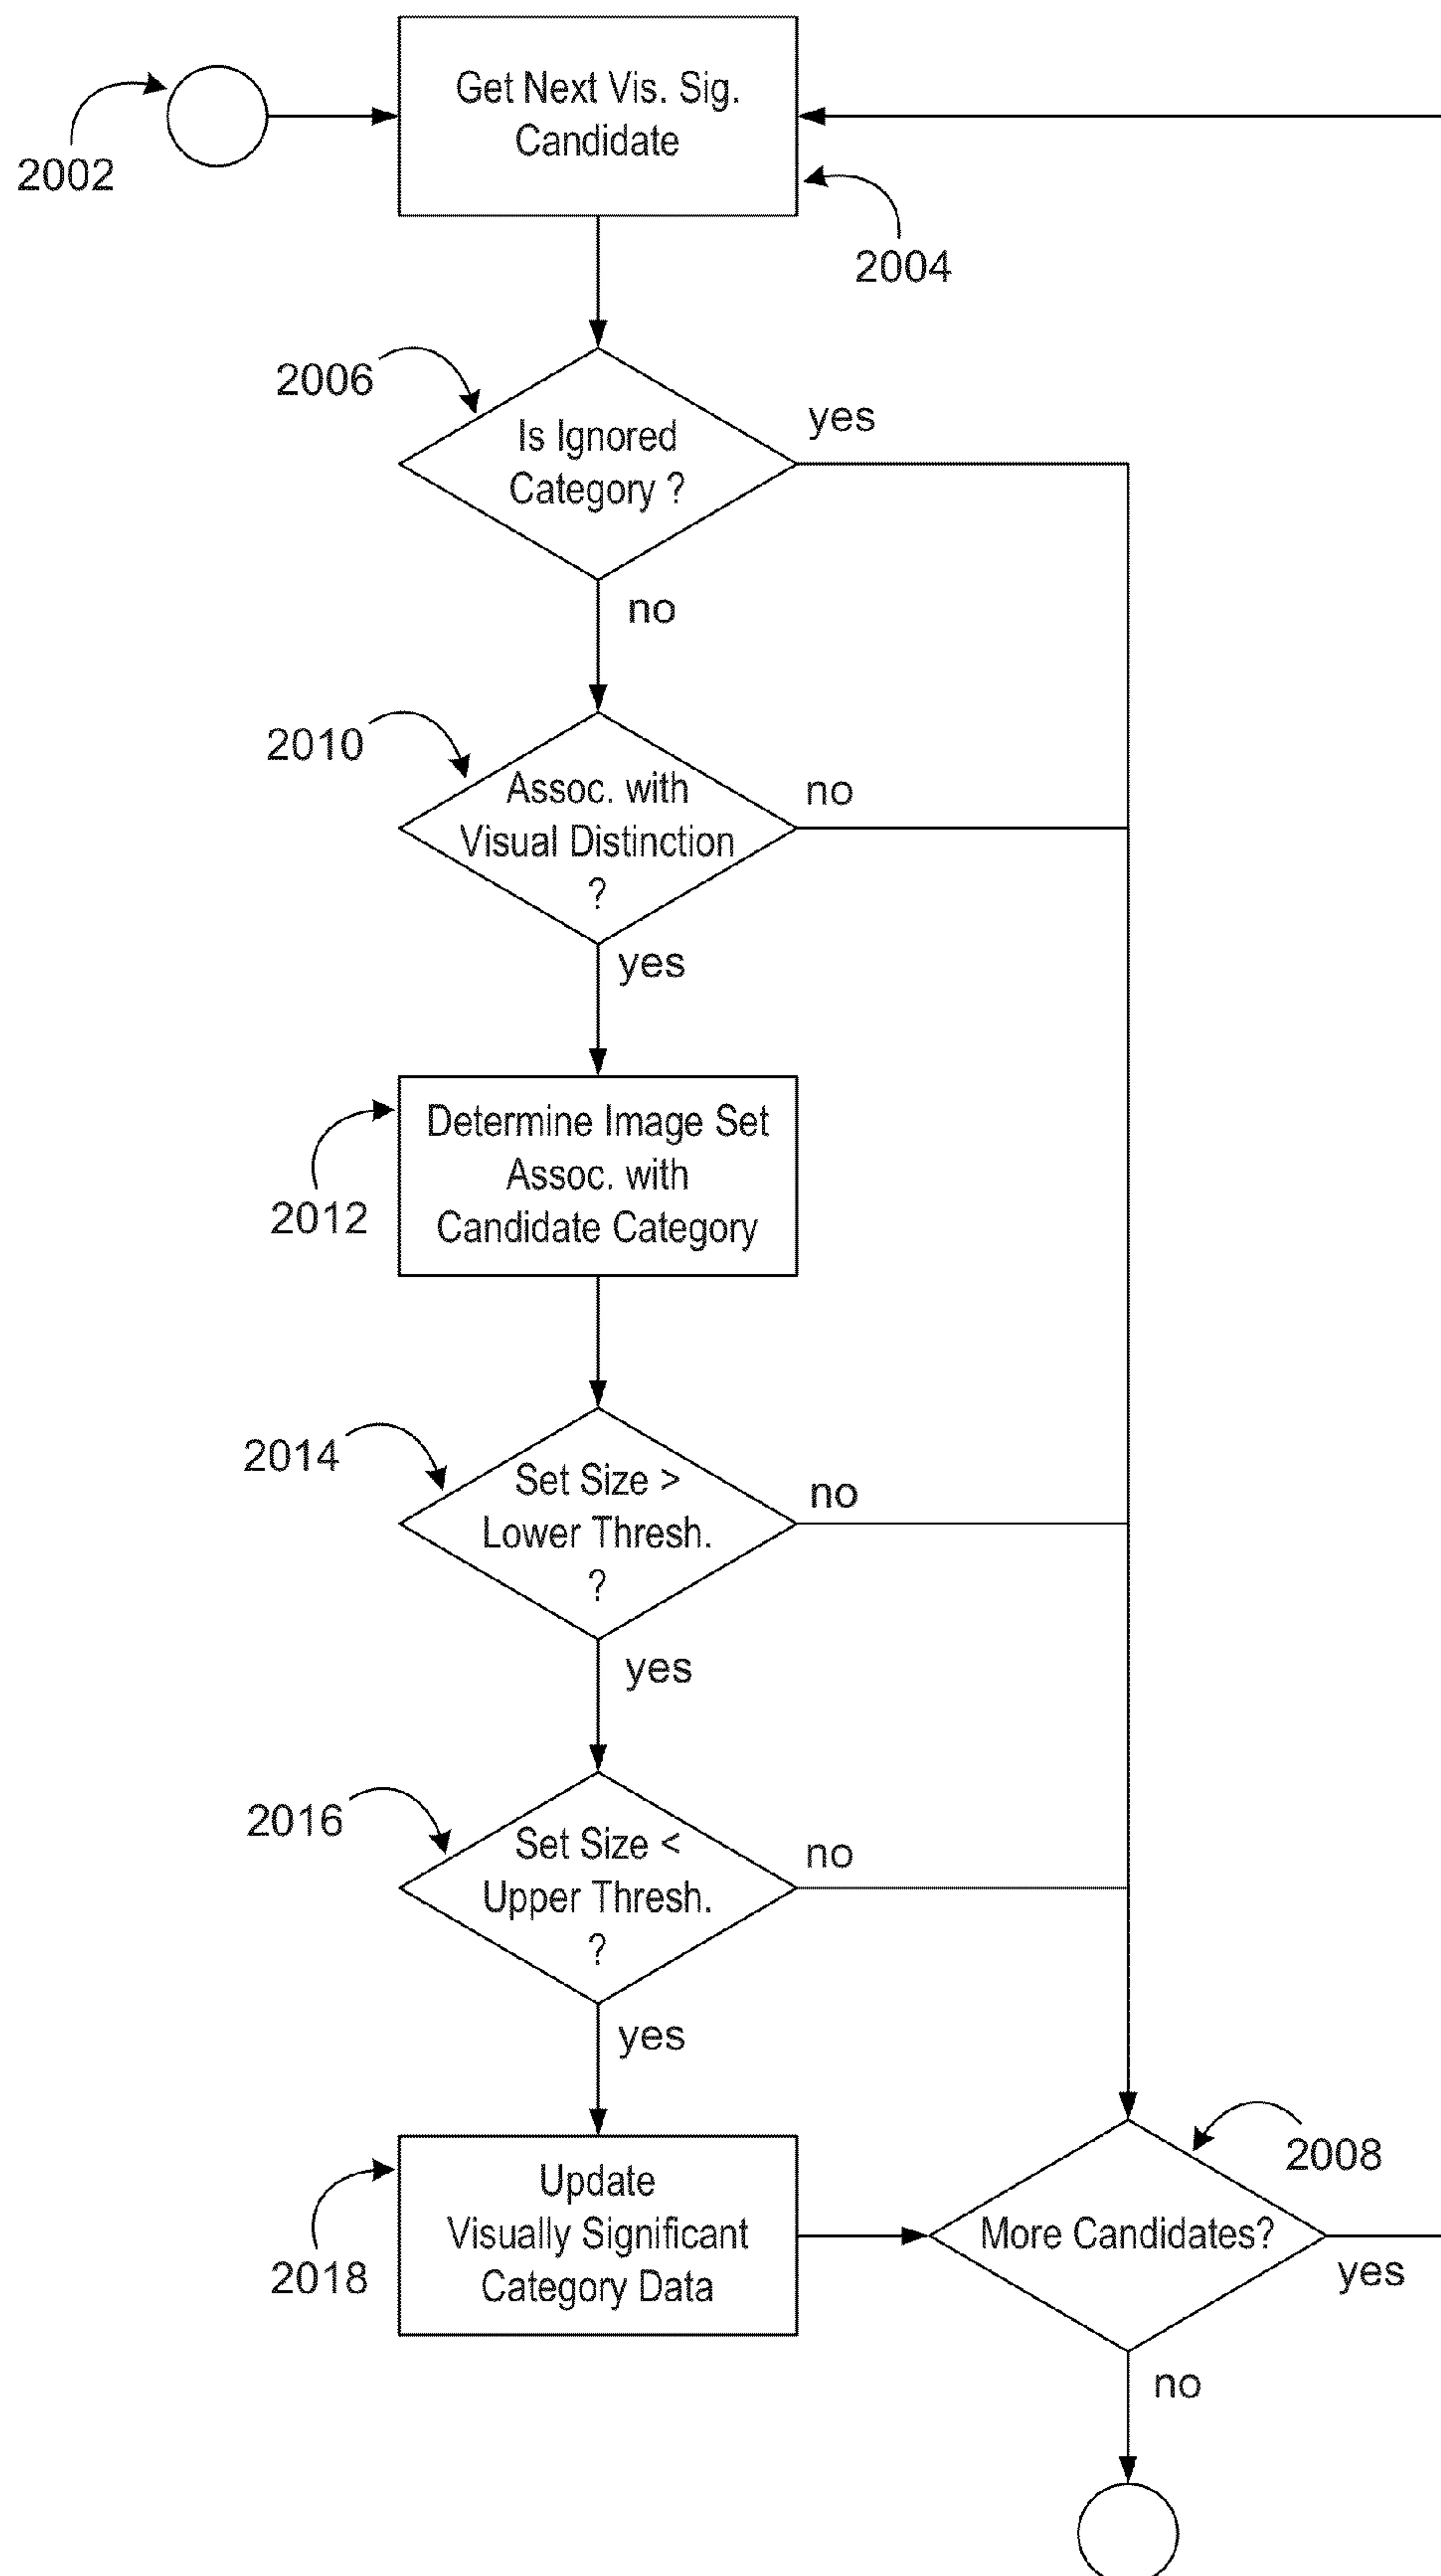 Get Next Vis. Sig.
Candidate
2002
2004
2006
Is Ignored
Category ?
yes
no
2010
Assoc. with
Visual Distinction
?
no
yes
2012
Determine Image Set
Assoc. with
Candidate Category
2014
Set Size >
Lower Thresh.
?
no
yes
2016
Set Size <
Upper Thresh.
?
no
yes
2018
Update
Visually Significant
Category Data
2008
More Candidates?
yes
no